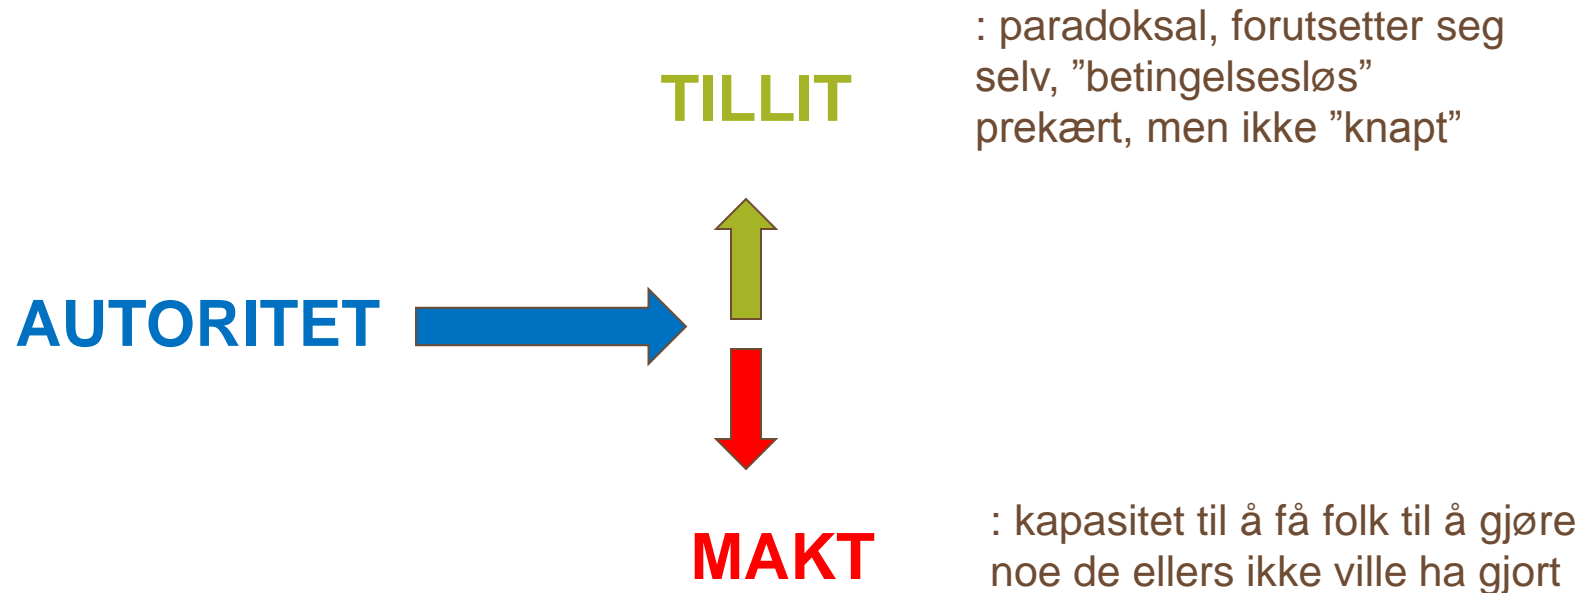 : paradoksal, forutsetter seg
selv, ”betingelsesløs”
prekært, men ikke ”knapt”
TILLIT
AUTORITET
MAKT
: kapasitet til å få folk til å gjøre
noe de ellers ikke ville ha gjort